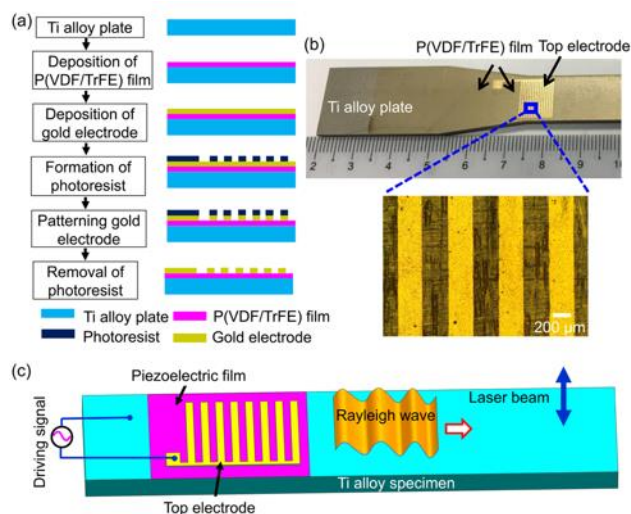 (a)
Ti alloy plate
Deposition of
P(VDF/TrFE) film
Deposition of
gold electrode
Formation of
photoresist
Patterning gold
electrode
Removal of
photoresist
Ti alloy plate
P(VDF/TrFE) film
Photoresist
Gold electrode
(b)
P(VDF/TrFE) film
Top electrode
Ti alloy plate
2 3 4 5 6 7 8 9 10
200 µm
(c)
Piezoelectric film
Driving signal
Rayleigh wave
Laser beam
Top electrode
Ti alloy specimen